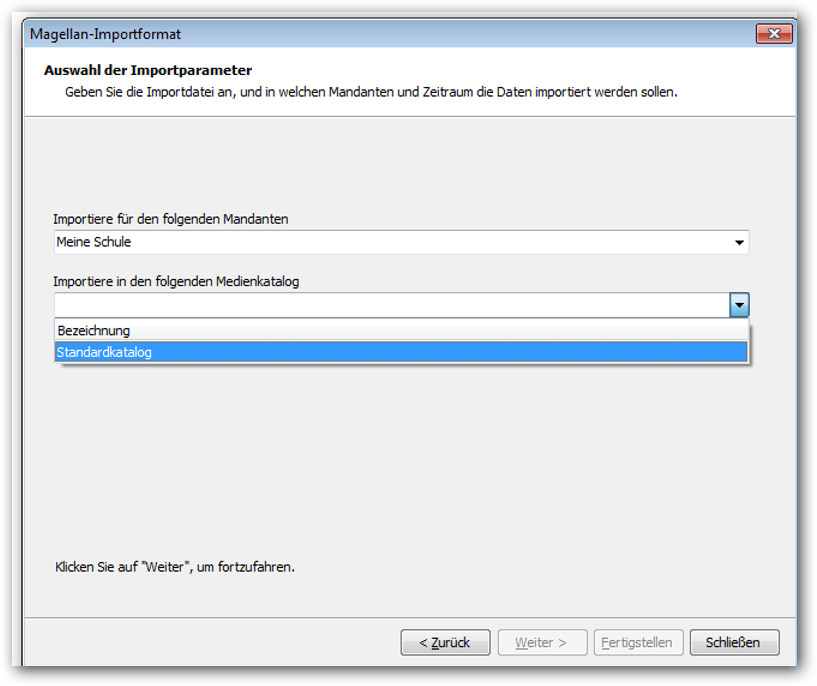 Magellan-Importformat
Auswahl der Importparameter
Geben Sie die Importdatei an, und in welchen Mandanten und Zeitraum die Daten importiert werden sollen.
Importiere für den folgenden Mandanten
Meine Schule
Importiere in den folgenden Medienkatalog
Bezeichnung
Standardkatalog
Klicken Sie auf "Weiter", um fortzufahren.
< Zurück Weiter > Fertigstellen Schließen